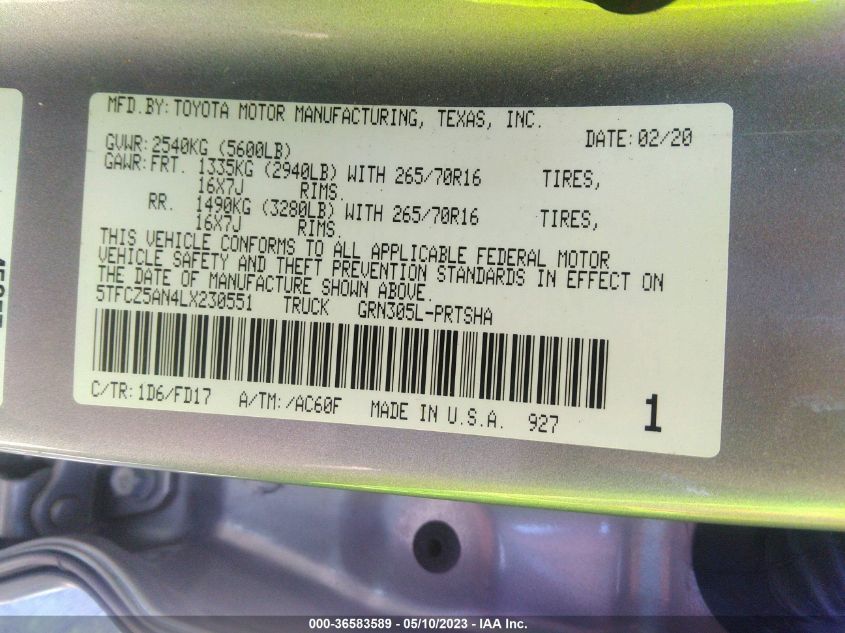 MFD.BY:TOYOTA MOTOR MANUFACTURING, TEXAS, INC.
DATE:02/20
GVWR:2540KG (5600LB)
GAWR:FRT. 1335KG (2940LB) WITH 265/70R16 TIRES,
16X7J RIMS.
RR. 1490KG (3280LB) WITH 265/70R16 TIRES,
16X7J RIMS.
THIS VEHICLE CONFORMS TO ALL APPLICABLE FEDERAL MOTOR
VEHICLE SAFETY AND THEFT PREVENTION STANDARDS IN EFFECT ON
THE DATE OF MANUFACTURE SHOWN ABOVE.
5TFCZ5AN4LX230551 TRUCK GRN305L-PRTSHA
C/TR:1D6/FD17 A/TM:/AC60F MADE IN U.S.A. 927 1
000-36583589 - 05/10/2023 - IAA Inc.